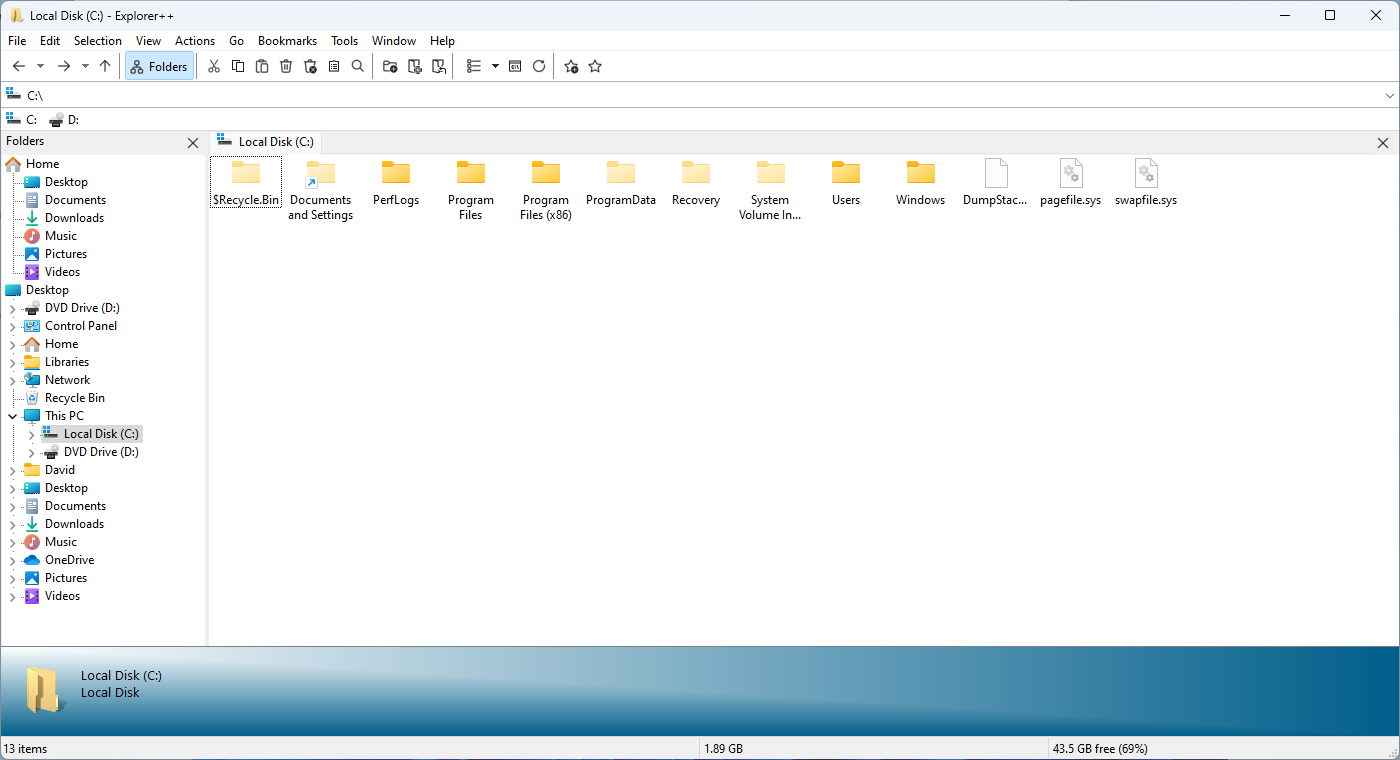 Local Disk (C:) - Explorer++
File Edit Selection View Actions Go Bookmarks Tools Window Help
Folders
C:\
C: D:
Folders
Home
Desktop
Documents
Downloads
Music
Pictures
Videos
Desktop
DVD Drive (D:)
Control Panel
Home
Libraries
Network
Recycle Bin
This PC
Local Disk (C:)
DVD Drive (D:)
David
Desktop
Documents
Downloads
Music
OneDrive
Pictures
Videos
Local Disk (C:)
$Recycle.Bin
Documents
and Settings
PerfLogs
Program
Files
Program
Files (x86)
ProgramData
Recovery
System
Volume In...
Users
Windows
DumpStac...
pagefile.sys
swapfile.sys
Local Disk (C:)
Local Disk
13 items
1.89 GB
43.5 GB free (69%)